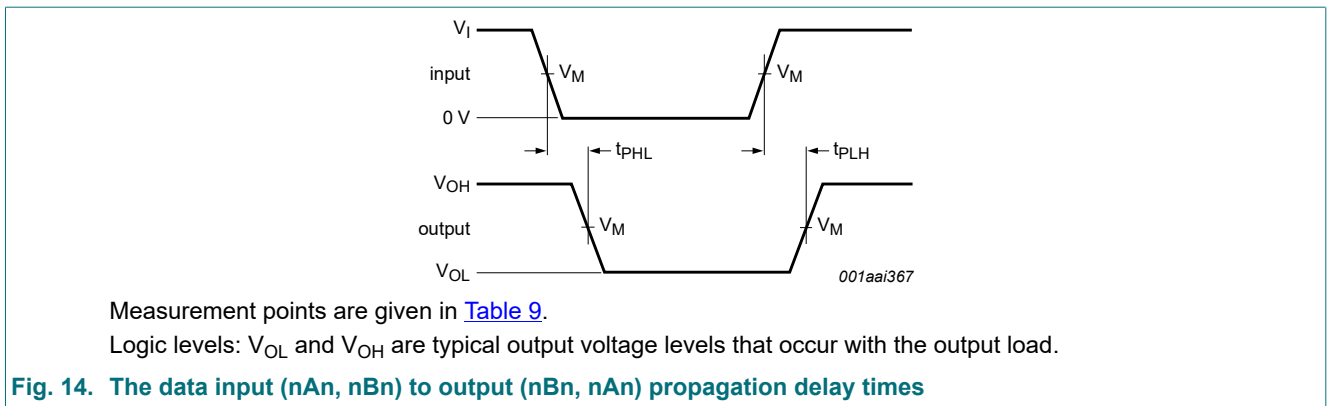 V_I
input
V_M
V_M
0 V
t_PHL
t_PLH
V_OH
output
V_M
V_M
V_OL
001aai367
Measurement points are given in Table 9.
Logic levels: V_OL and V_OH are typical output voltage levels that occur with the output load.
Fig. 14. The data input (nAn, nBn) to output (nBn, nAn) propagation delay times